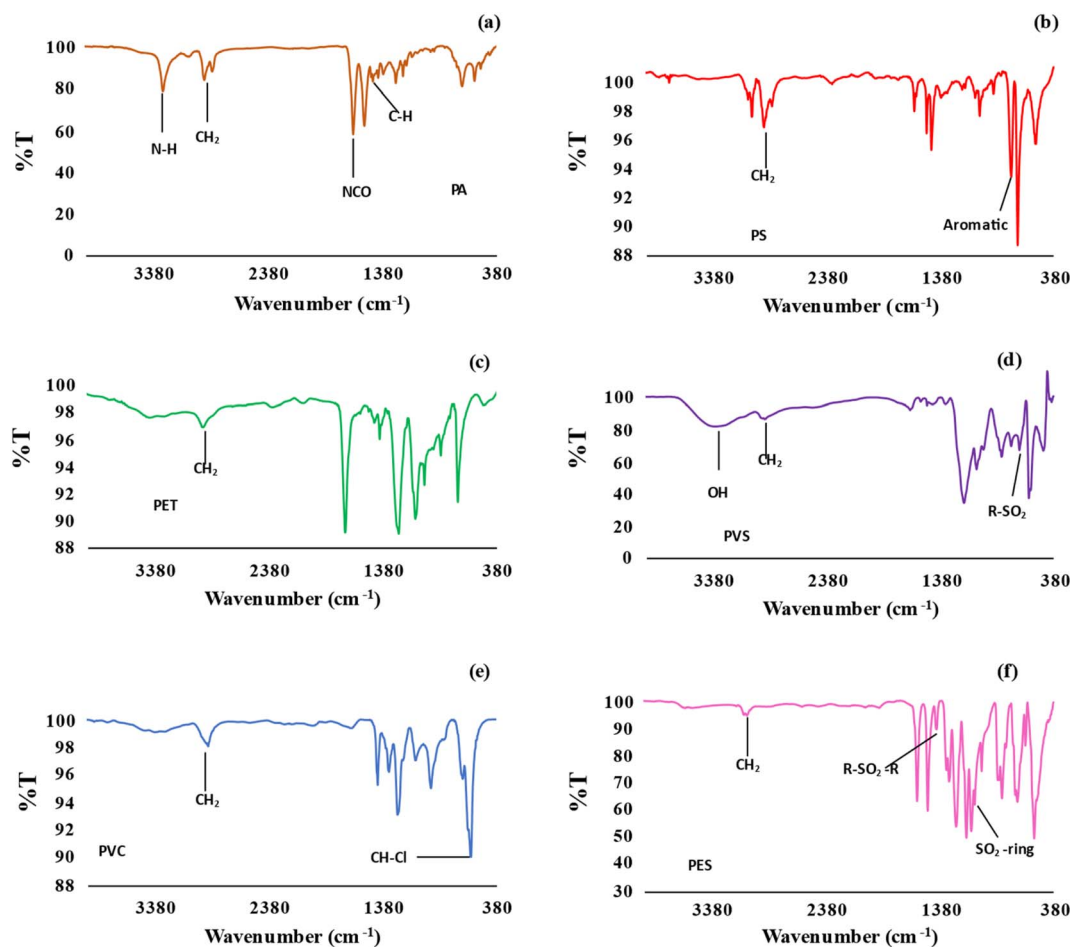 (a)
100
80
60
40
20
0
%T
N-H
CH₂
NCO
C-H
PA
3380 2380 1380 380
Wavenumber (cm⁻¹)
(b)
100
98
96
94
92
90
88
%T
CH₂
Aromatic
PS
3380 2380 1380 380
Wavenumber (cm⁻¹)
(c)
100
98
96
94
92
90
88
%T
CH₂
PET
3380 2380 1380 380
Wavenumber (cm⁻¹)
(d)
100
80
60
40
20
0
%T
OH
CH₂
R-SO₂
PVS
3380 2380 1380 380
Wavenumber (cm⁻¹)
(e)
100
98
96
94
92
90
88
%T
CH₂
PVC
CH-Cl
3380 2380 1380 380
Wavenumber (cm⁻¹)
(f)
100
90
80
70
60
50
40
30
%T
CH₂
R-SO₂ -R
SO₂ -ring
PES
3380 2380 1380 380
Wavenumber (cm⁻¹)